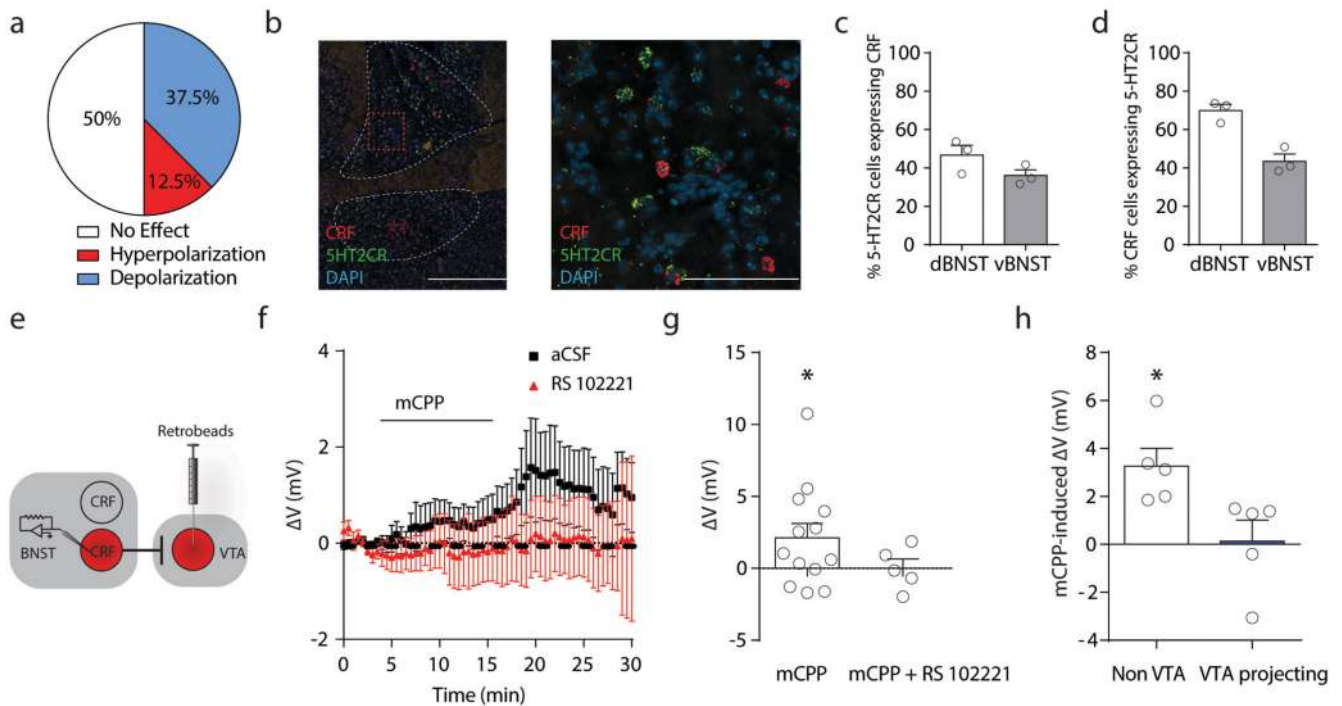 a
50%
37.5%
12.5%
No Effect
Hyperpolarization
Depolarization
b
CRF
5HT2CR
DAPI
CRF
5HT2CR
DAPI
c
% 5-HT2CR cells expressing CRF
100
80
60
40
20
0
dBNST vBNST
d
% CRF cells expressing 5-HT2CR
100
80
60
40
20
0
dBNST vBNST
e
Retrobeads
CRF
BNST
CRF
VTA
f
ΔV (mV)
4
2
0
-2
aCSF
RS 102221
mCPP
0 5 10 15 20 25 30
Time (min)
g
ΔV (mV)
15
10
5
0
-5
*
mCPP mCPP + RS 102221
h
mCPP-induced ΔV (mV)
8
6
4
2
0
-2
-4
*
Non VTA VTA projecting